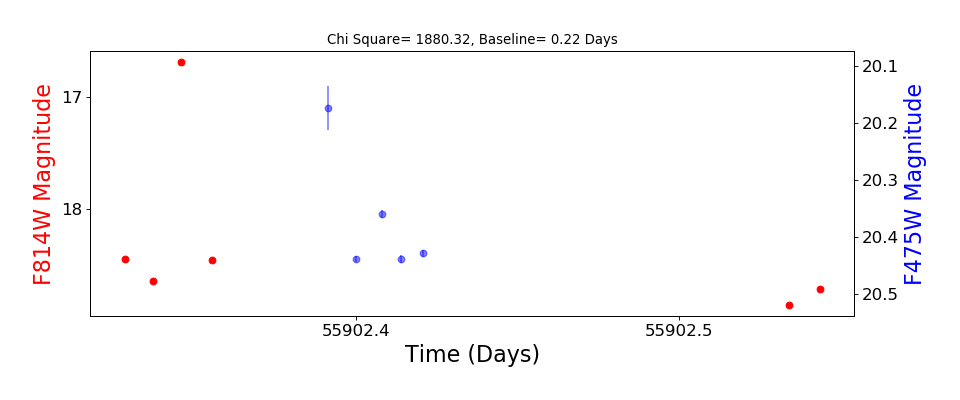 Chi Square= 1880.32, Baseline= 0.22 Days
F814W Magnitude
17
18
20.1
20.2
20.3
20.4
20.5
F475W Magnitude
55902.4
55902.5
Time (Days)